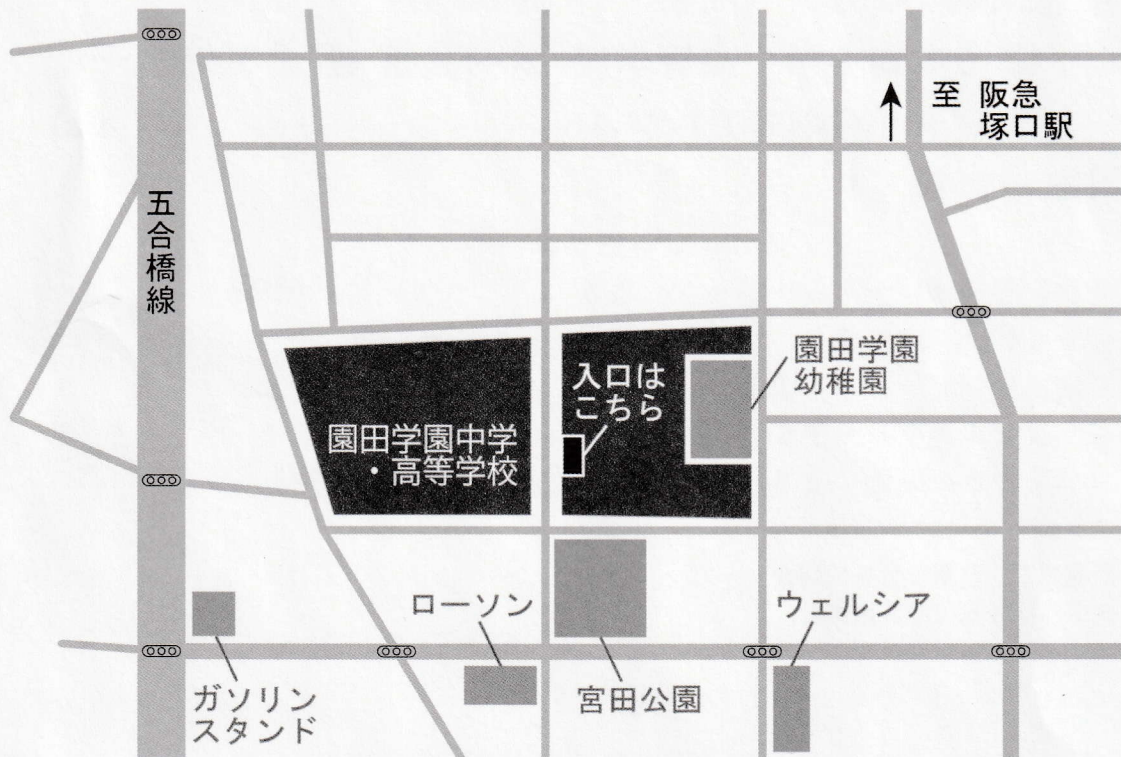 至 阪急
塚口駅
五合橋線
園田学園
幼稚園
入口は
こちら
園田学園中学
・高等学校
ローソン
ウェルシア
ガソリン
スタンド
宮田公園